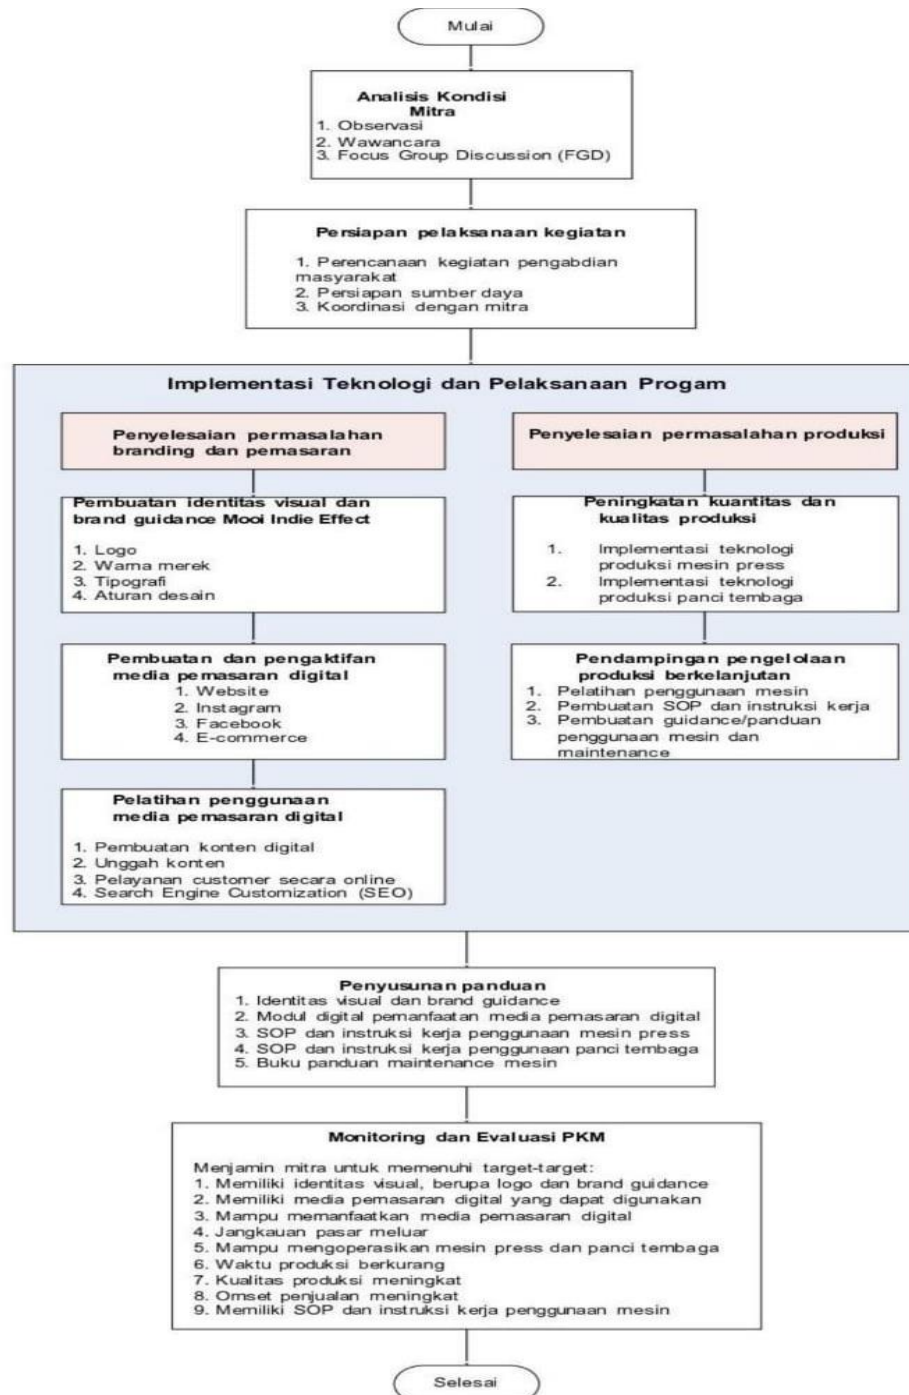 Mulai
Analisis Kondisi
Mitra
1. Observasi
2. Wawancara
3. Focus Group Discussion (FGD)
Persiapan pelaksanaan kegiatan
1. Perencanaan kegiatan pengabdian
masyarakat
2. Persiapan sumber daya
3. Koordinasi dengan mitra
Implementasi Teknologi dan Pelaksanaan Progam
Penyelesaian permasalahan
branding dan pemasaran
Pembuatan identitas visual dan
brand guidance Mooi Indie Effect
1. Logo
2. Warna merek
3. Tipografi
4. Aturan desain
Pembuatan dan pengaktifan
media pemasaran digital
1. Website
2. Instagram
3. Facebook
4. E-commerce
Pelatihan penggunaan
media pemasaran digital
1. Pembuatan konten digital
2. Unggah konten
3. Pelayanan customer secara online
4. Search Engine Customization (SEO)
Penyelesaian permasalahan produksi
Peningkatan kuantitas dan
kualitas produksi
1. Implementasi teknologi
produksi mesin press
2. Implementasi teknologi
produksi panci tembaga
Pendampingan pengelolaan
produksi berkelanjutan
1. Pelatihan penggunaan mesin
2. Pembuatan SOP dan instruksi kerja
3. Pembuatan guidance/panduan
penggunaan mesin dan
maintenance
Penyusunan panduan
1. Identitas visual dan brand guidance
2. Modul digital pemanfaatan media pemasaran digital
3. SOP dan instruksi kerja penggunaan mesin press
4. SOP dan instruksi kerja penggunaan panci tembaga
5. Buku panduan maintenance mesin
Monitoring dan Evaluasi PKM
Menjamin mitra untuk memenuhi target-target:
1. Memiliki identitas visual, berupa logo dan brand guidance
2. Memiliki media pemasaran digital yang dapat digunakan
3. Mampu memanfaatkan media pemasaran digital
4. Jangkauan pasar meluar
5. Mampu mengoperasikan mesin press dan panci tembaga
6. Waktu produksi berkurang
7. Kualitas produksi meningkat
8. Omset penjualan meningkat
9. Memiliki SOP dan instruksi kerja penggunaan mesin
Selesai